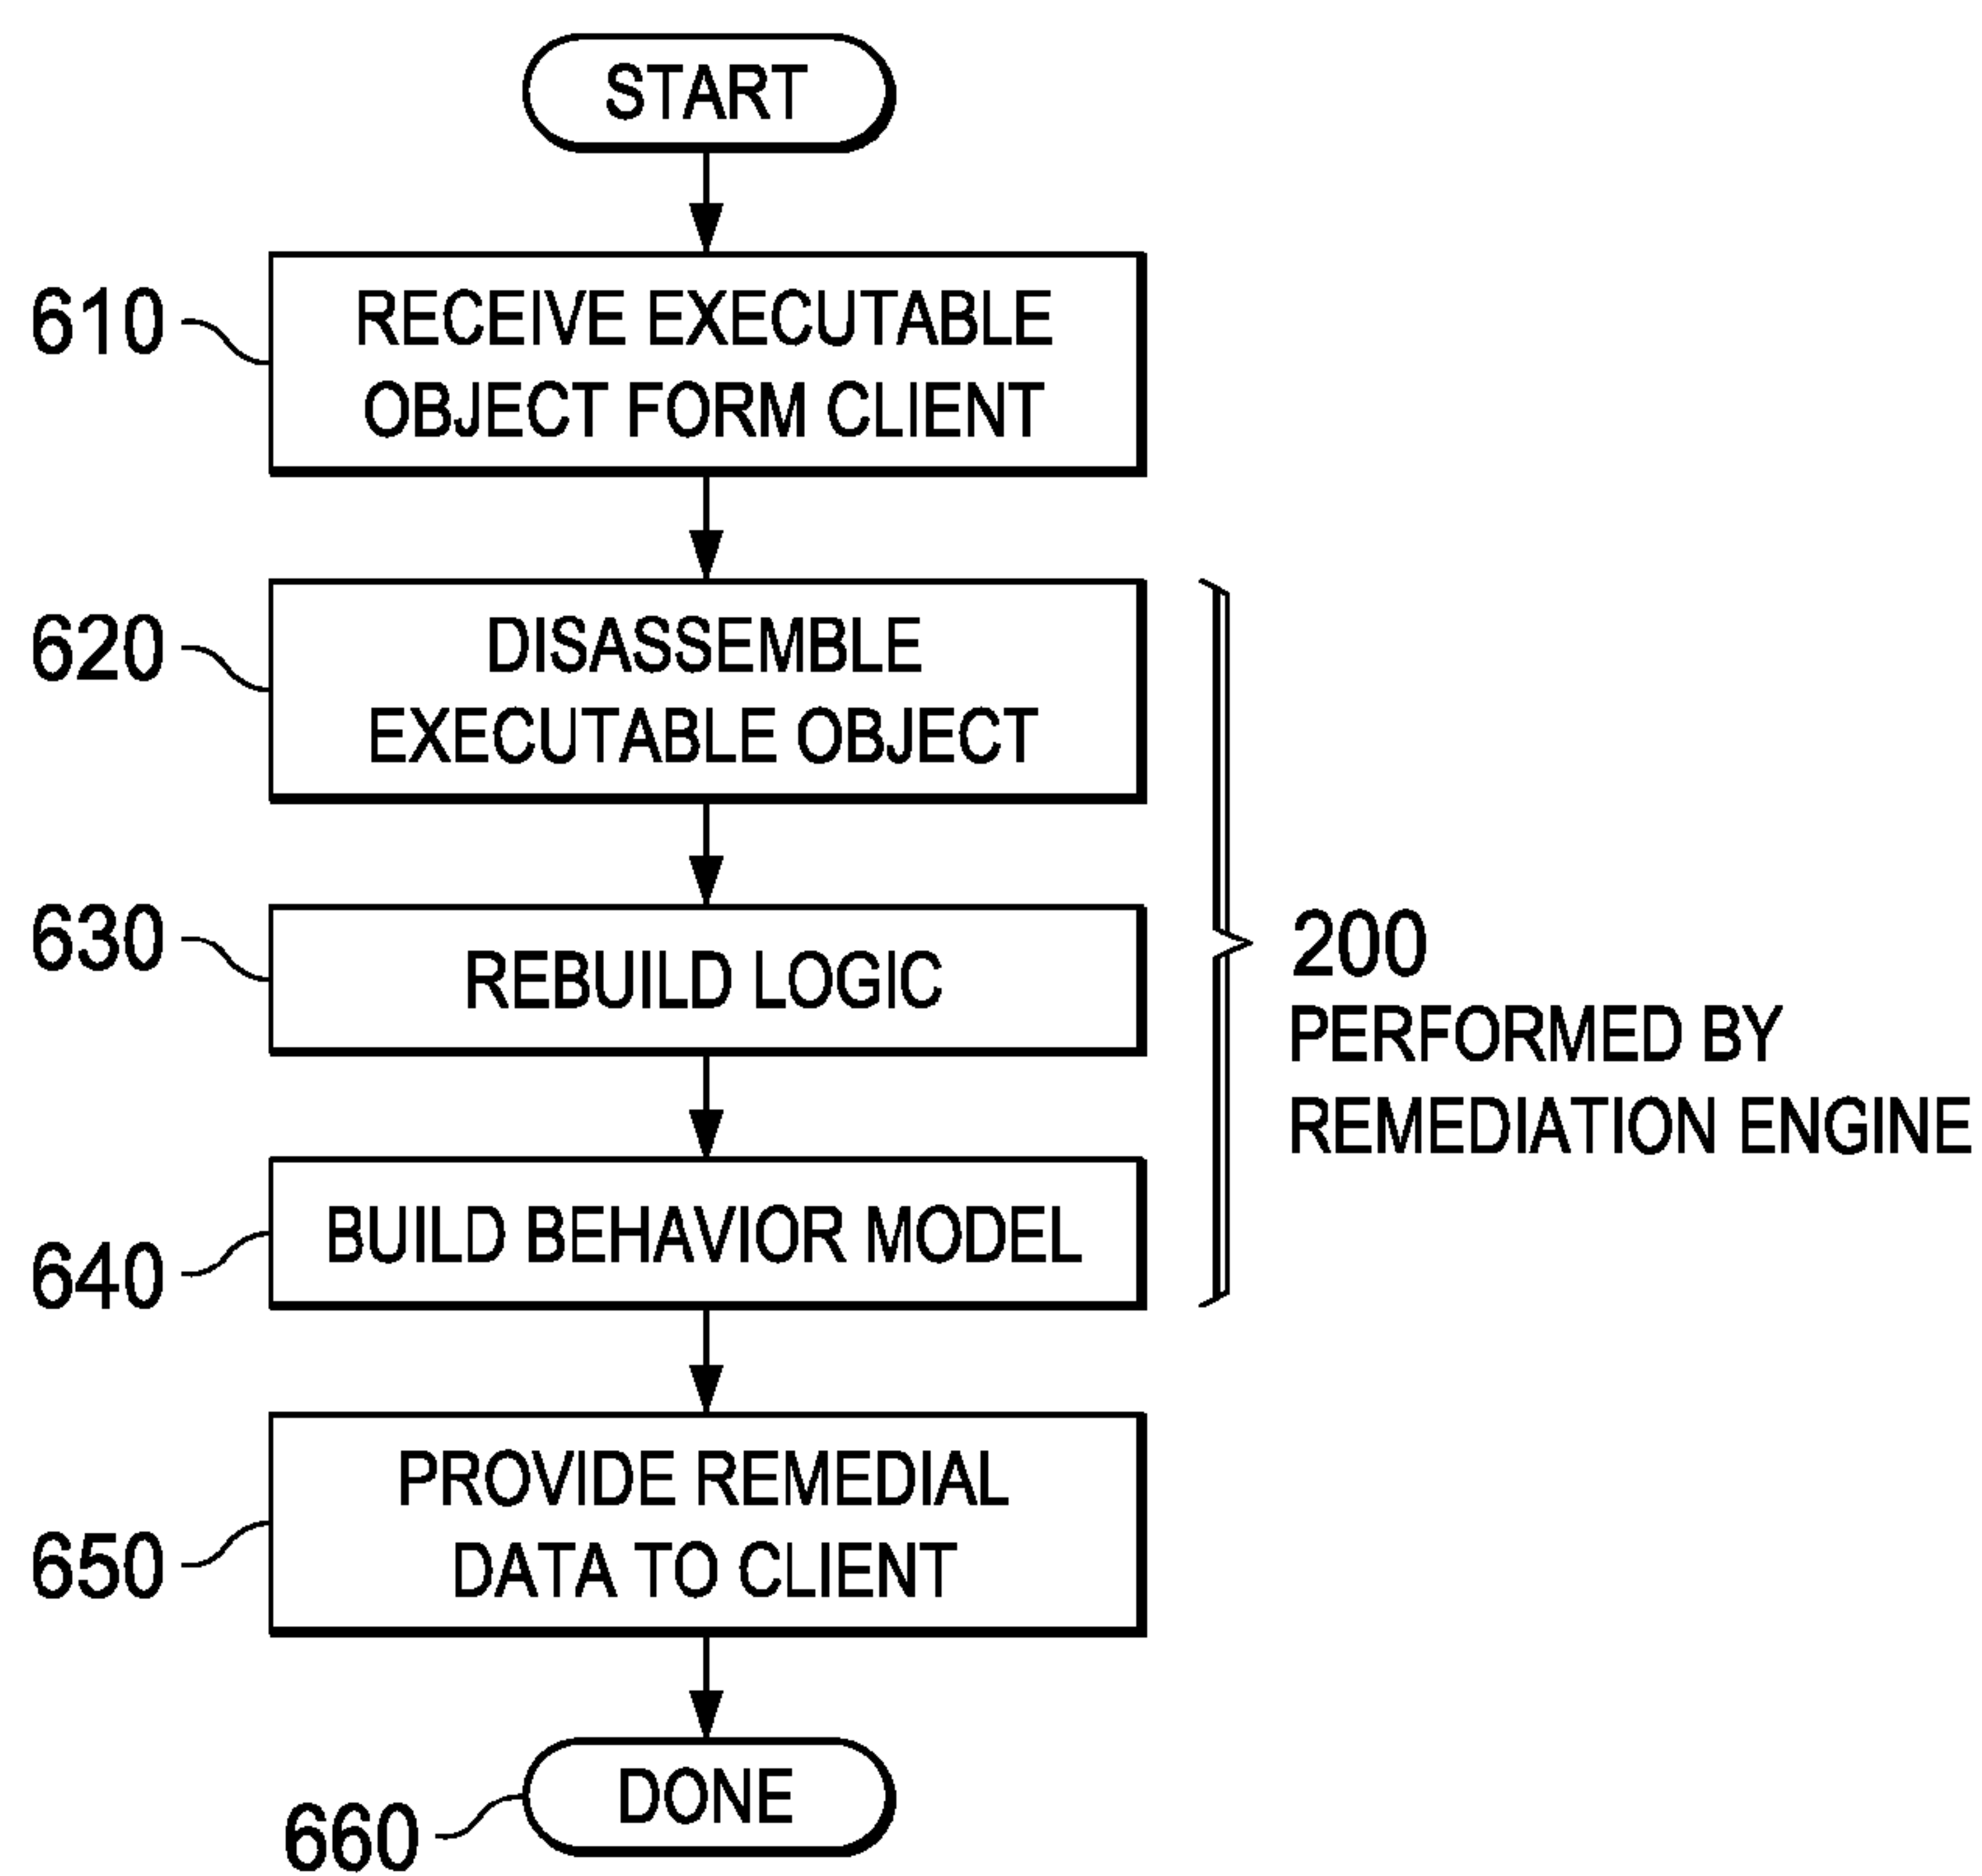 START
610
RECEIVE EXECUTABLE
OBJECT FORM CLIENT
620
DISASSEMBLE
EXECUTABLE OBJECT
630
REBUILD LOGIC
200
PERFORMED BY
REMEDIATION ENGINE
640
BUILD BEHAVIOR MODEL
650
PROVIDE REMEDIAL
DATA TO CLIENT
660
DONE